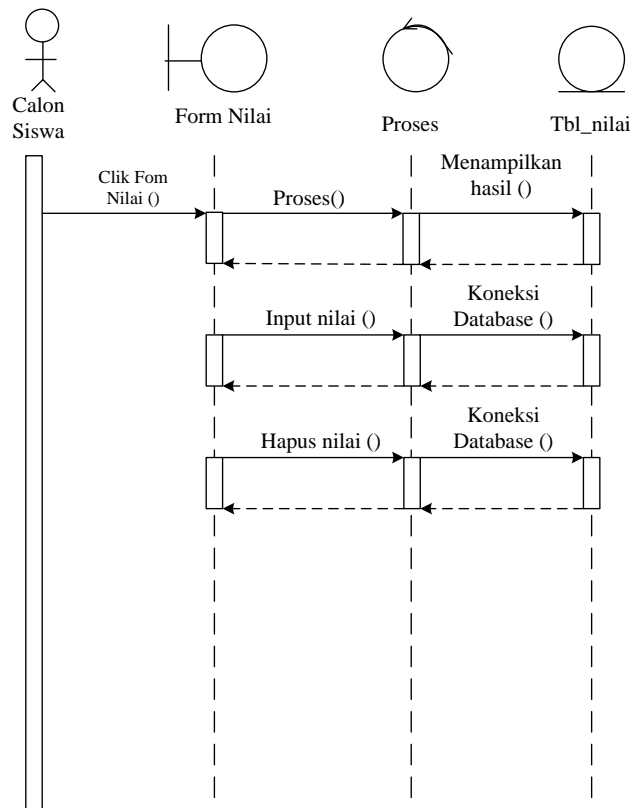 Calon
Siswa
Form Nilai
Proses
Tbl_nilai
Clik Fom
Nilai ()
Proses()
Menampilkan
hasil ()
Input nilai ()
Koneksi
Database ()
Hapus nilai ()
Koneksi
Database ()